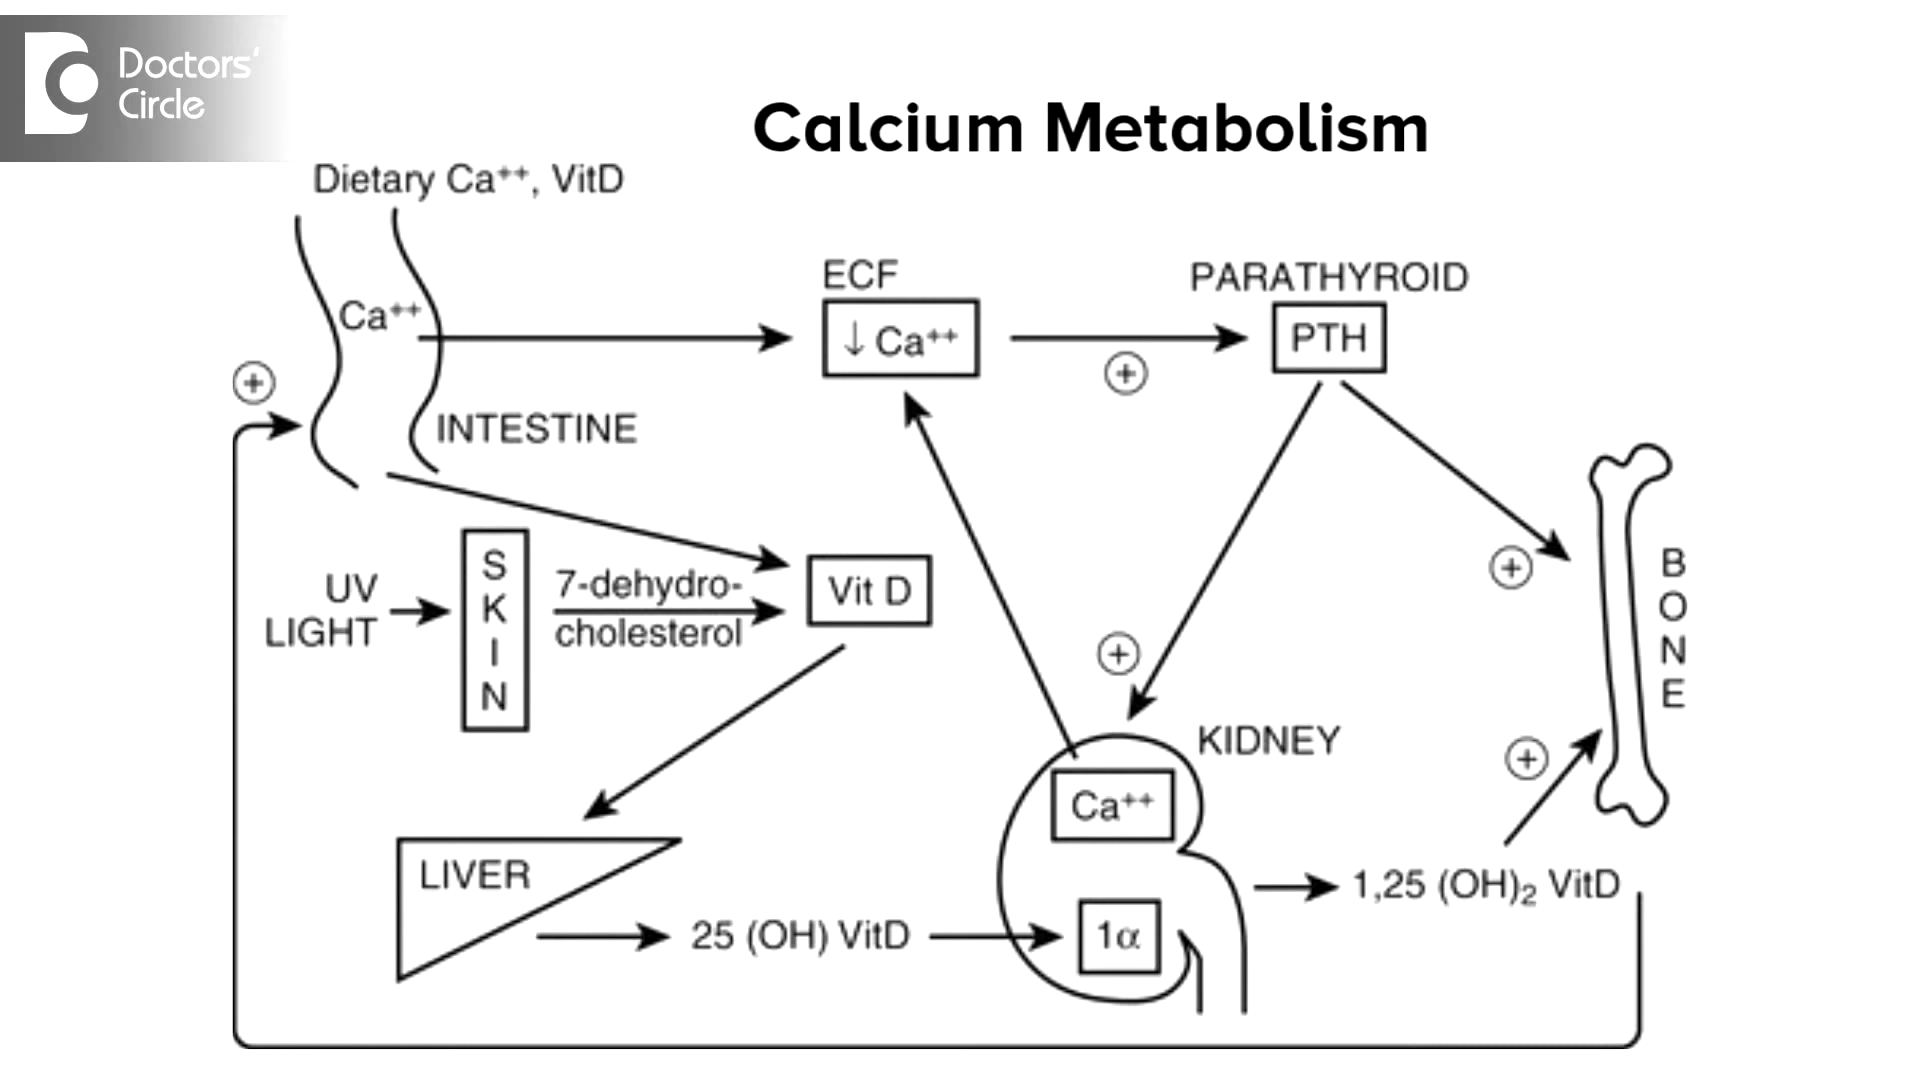 Doctors'
Circle
Calcium Metabolism
Dietary Ca++, VitD
ECF
PARATHYROID
Ca++
↓ Ca++
PTH
+
+
INTESTINE
UV
LIGHT
S
K
I
N
7-dehydro-
cholesterol
Vit D
+
B
O
N
E
+
KIDNEY
+
Ca++
LIVER
1,25 (OH)₂ VitD
25 (OH) VitD
1α